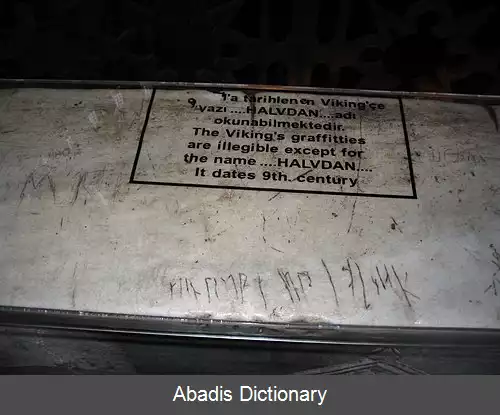 'a tarihlenen Viking'çe
yazı....HALVDAN....adı
okunabilmektedir.
The Viking's graffitties
are illegible except for
the name ....HALVDAN....
It dates 9th. century
Abadis Dictionary